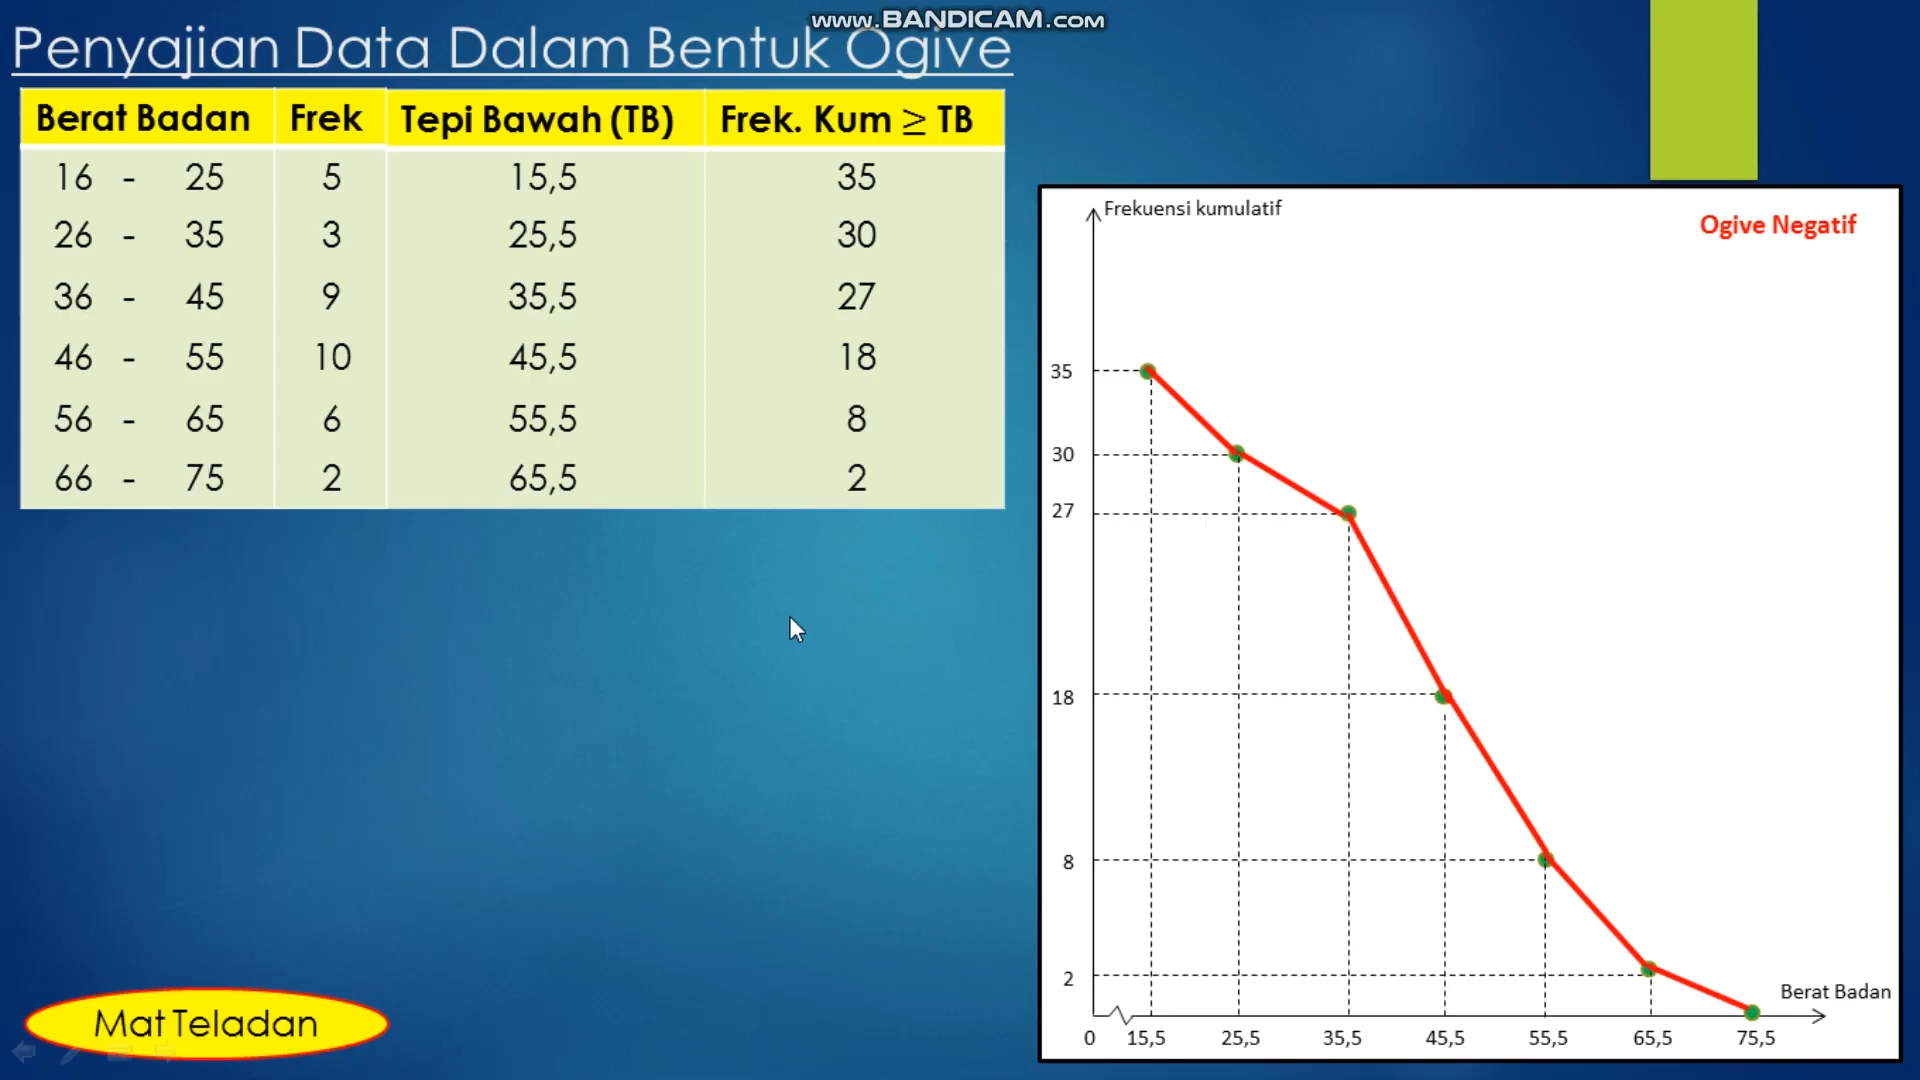 www.BANDICAM.com
Penyajian Data Dalam Bentuk Ogive
Berat Badan Frek Tepi Bawah (TB) Frek. Kum ≥ TB
16 - 25 5 15,5 35
26 - 35 3 25,5 30
36 - 45 9 35,5 27
46 - 55 10 45,5 18
56 - 65 6 55,5 8
66 - 75 2 65,5 2
Frekuensi kumulatif
Ogive Negatif
35
30
27
18
8
2
Berat Badan
0 15,5 25,5 35,5 45,5 55,5 65,5 75,5
Mat Teladan